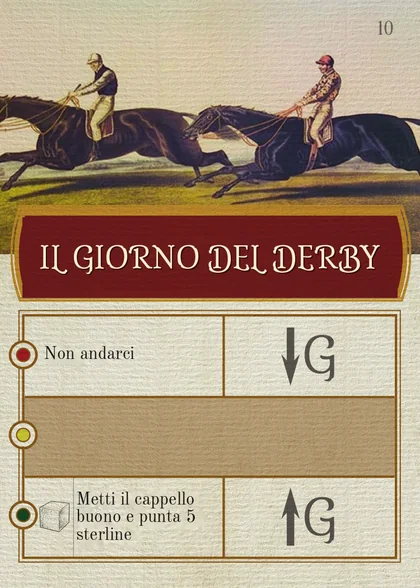 10
IL GIORNO DEL DERBY
Non andarci
G
Metti il cappello
buono e punta 5
sterline
G